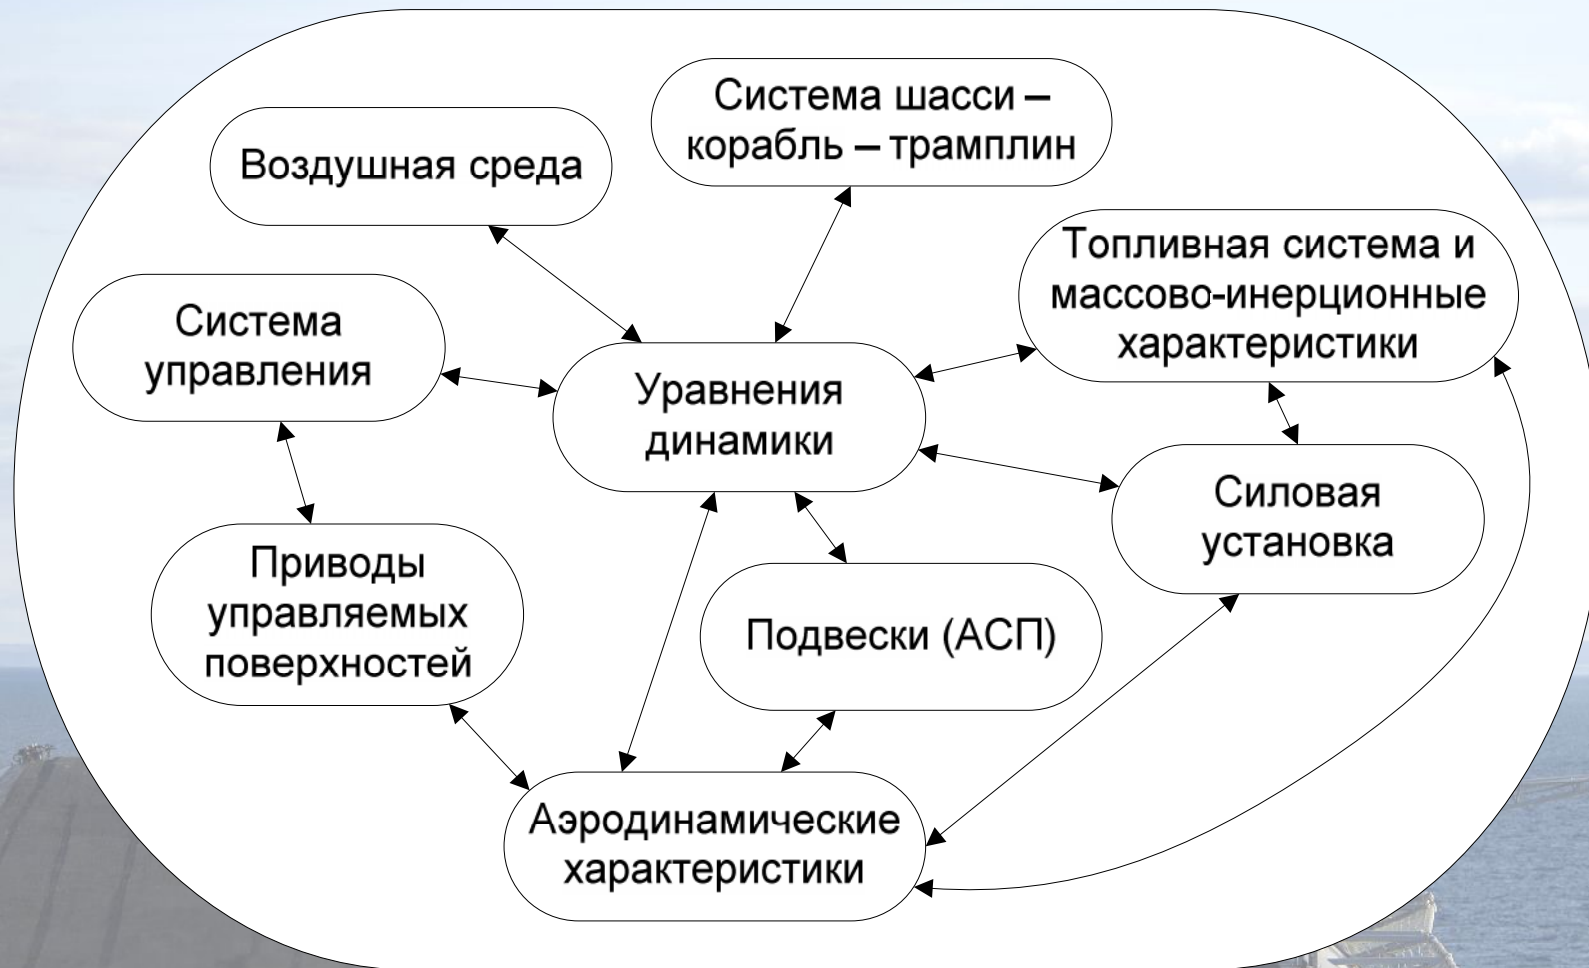 Система шасси –
корабль – трамплин
Воздушная среда
Топливная система и
массово-инерционные
характеристики
Система
управления
Уравнения
динамики
Силовая
установка
Приводы
управляемых
поверхностей
Подвески (АСП)
Аэродинамические
характеристики